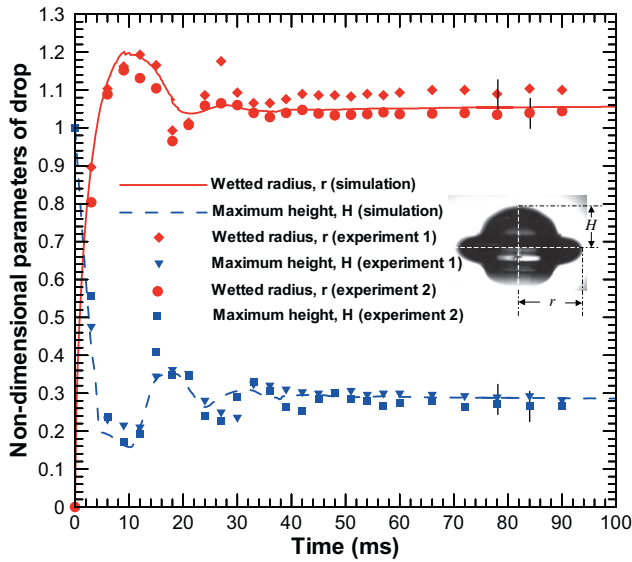 Non-dimensional parameters of drop
1.3
1.2
1.1
1
0.9
0.8
0.7
0.6
0.5
0.4
0.3
0.2
0.1
0
Wetted radius, r (simulation)
Maximum height, H (simulation)
Wetted radius, r (experiment 1)
Maximum height, H (experiment 1)
Wetted radius, r (experiment 2)
Maximum height, H (experiment 2)
H
r
0 10 20 30 40 50 60 70 80 90 100
Time (ms)